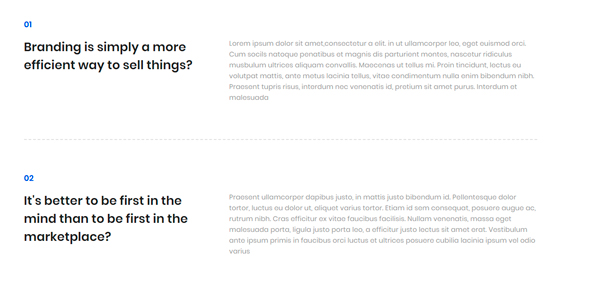 01
Branding is simply a more
efficient way to sell things?
Lorem ipsum dolor sit amet,consectetur a elit. in ut ullamcorper leo, eget euismod orci.
Cum sociis natoque penatibus et magnis dis parturient montes, nascetur ridiculus
musbulum ultrices aliquam convallis. Maecenas ut tellus mi. Proin tincidunt, lectus eu
volutpat mattis, ante metus lacinia tellus, vitae condimentum nulla enim bibendum nibh.
Praesent tupris risus, interdum nec venenatis id, pretium sit amet purus. Interdum et
malesuada
02
It's better to be first in the
mind than to be first in the
marketplace?
Praesent ullamcorper dapibus justo, in mattis justo bibendum id. Pellentesque dolor
tortor, luctus eu dolor ut, aliquet varius tortor. Etiam id sem consequat, posuere augue ac,
rutrum nibh. Cras efficitur ex vitae faucibus facilisis. Nullam venenatis, massa eget
malesuada porta, ligula justo porta leo, a efficitur justo lectus sit amet erat. Vestibulum
ante ipsum primis in faucibus orci luctus et ultrices posuere cubilia lacinia ipsum vel odio
varius